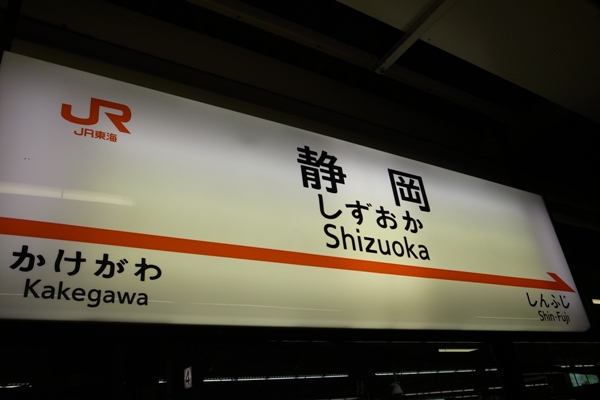 JR
JR東海
静岡
しずおか
Shizuoka
かけがわ
Kakegawa
しんふじ
Shin-Fuji
4